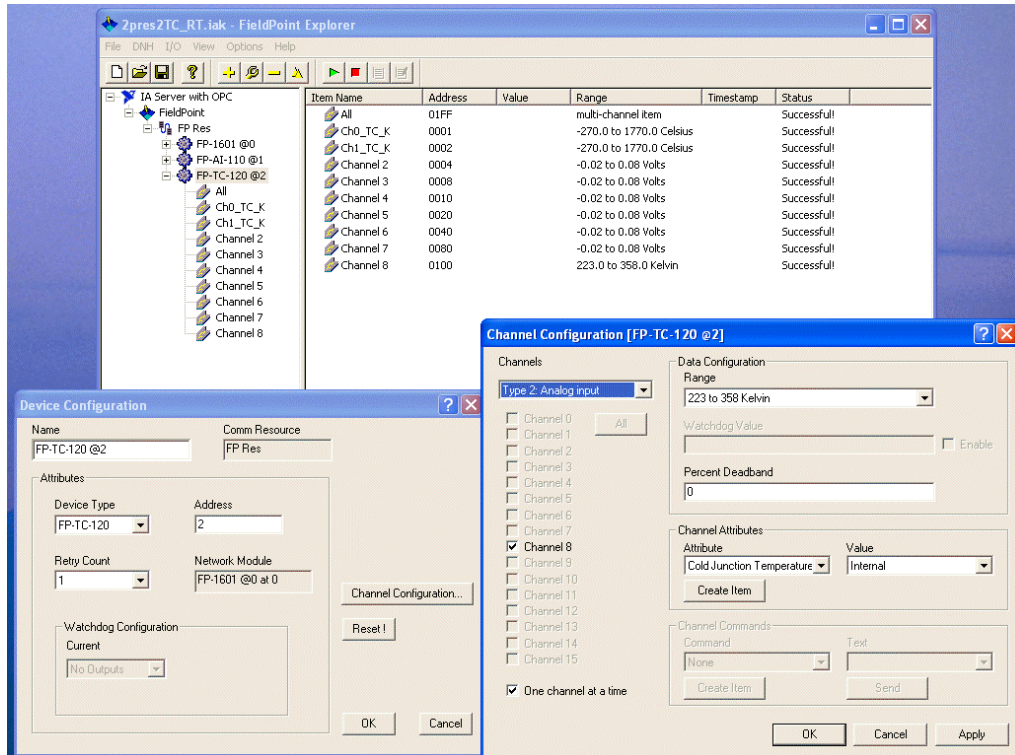 2pres2TC_RT.iak - FieldPoint Explorer
File DNH I/O View Options Help
IA Server with OPC
FieldPoint
FP Res
FP-1601 @0
FP-AI-110 @1
FP-TC-120 @2
All
Ch0_TC_K
Ch1_TC_K
Channel 2
Channel 3
Channel 4
Channel 5
Channel 6
Channel 7
Channel 8
Item Name Address Value Range Timestamp Status
All 01FF multi-channel item Successful!
Ch0_TC_K 0001 -270.0 to 1770.0 Celsius Successful!
Ch1_TC_K 0002 -270.0 to 1770.0 Celsius Successful!
Channel 2 0004 -0.02 to 0.08 Volts Successful!
Channel 3 0008 -0.02 to 0.08 Volts Successful!
Channel 4 0010 -0.02 to 0.08 Volts Successful!
Channel 5 0020 -0.02 to 0.08 Volts Successful!
Channel 6 0040 -0.02 to 0.08 Volts Successful!
Channel 7 0080 -0.02 to 0.08 Volts Successful!
Channel 8 0100 223.0 to 358.0 Kelvin Successful!
Device Configuration
Name Comm Resource
FP-TC-120 @2 FP Res
Attributes
Device Type Address
FP-TC-120 2
Retry Count Network Module
1 FP-1601 @0 at 0
Channel Configuration...
Watchdog Configuration
Reset !
Current
No Outputs
OK Cancel
Channel Configuration [FP-TC-120 @2]
Channels
Type 2: Analog input
Channel 0
All
Channel 1
Channel 2
Channel 3
Channel 4
Channel 5
Channel 6
Channel 7
Channel 8
Channel 9
Channel 10
Channel 11
Channel 12
Channel 13
Channel 14
Channel 15
One channel at a time
Data Configuration
Range
223 to 358 Kelvin
Watchdog Value
Enable
Percent Deadband
0
Channel Attributes
Attribute Value
Cold Junction Temperature Internal
Create Item
Channel Commands
Command Text
None
Create Item Send
OK Cancel Apply